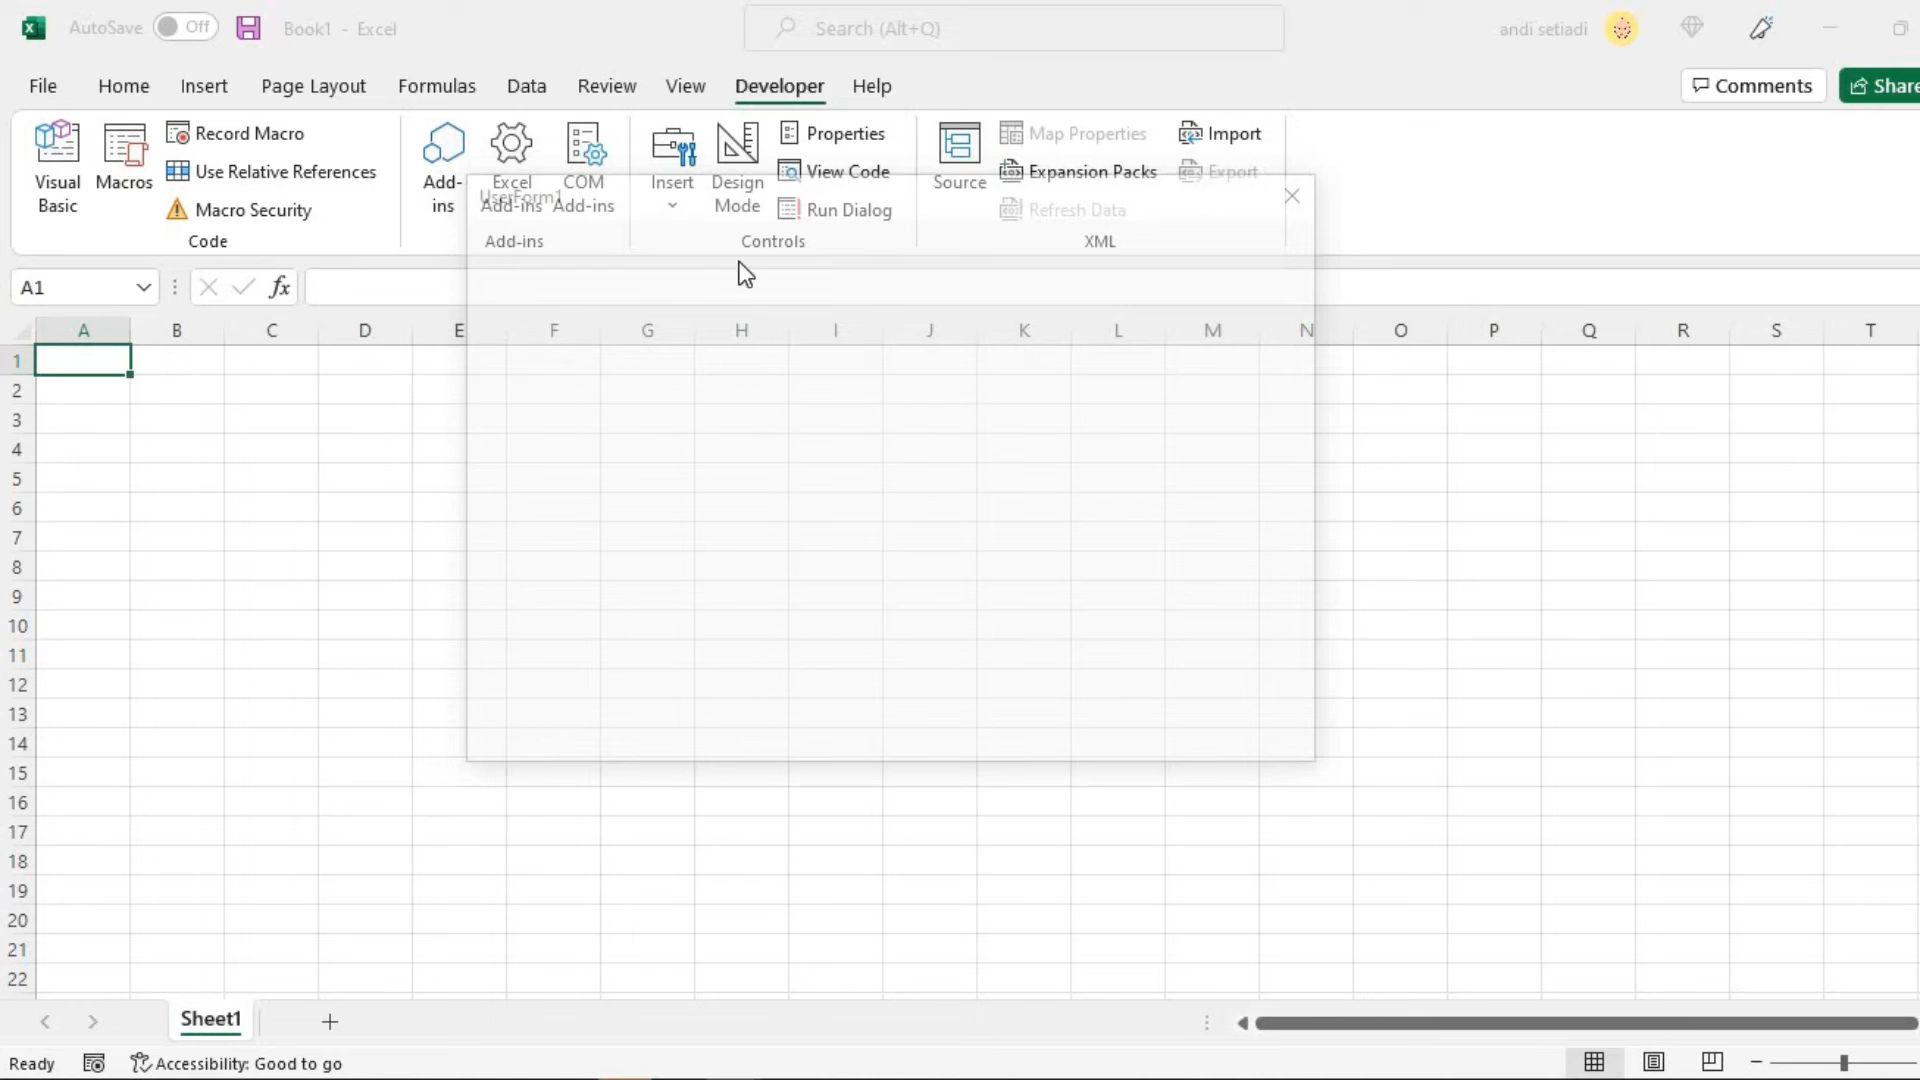 AutoSave Off Book1 - Excel Search (Alt+Q) andi setiadi
File Home Insert Page Layout Formulas Data Review View Developer Help Comments Share
Visual Basic
Macros
Record Macro
Use Relative References
Macro Security
Code
Add-ins
Excel Add-ins
COM Add-ins
Add-ins
Insert
Design Mode
Properties
View Code
Run Dialog
Controls
Source
Map Properties
Expansion Packs
Refresh Data
Import
Export
XML
UserForm1
A1 fx
A B C D E F G H I J K L M N O P Q R S T
1
2
3
4
5
6
7
8
9
10
11
12
13
14
15
16
17
18
19
20
21
22
Sheet1
Ready Accessibility: Good to go